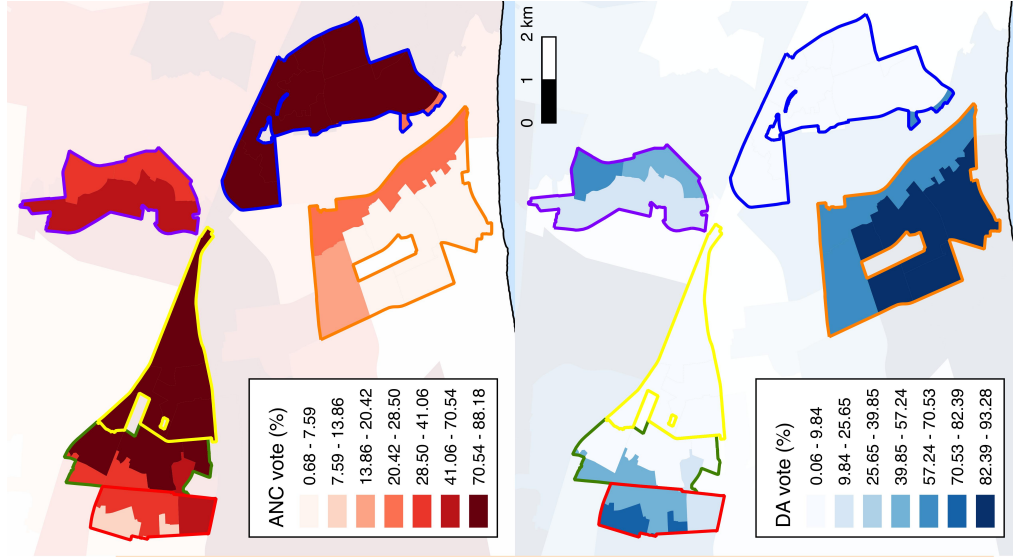 ANC vote (%)
0.68 - 7.59
7.59 - 13.86
13.86 - 20.42
20.42 - 28.50
28.50 - 41.06
41.06 - 70.54
70.54 - 88.18
0 1 2 km
DA vote (%)
0.06 - 9.84
9.84 - 25.65
25.65 - 39.85
39.85 - 57.24
57.24 - 70.53
70.53 - 82.39
82.39 - 93.28